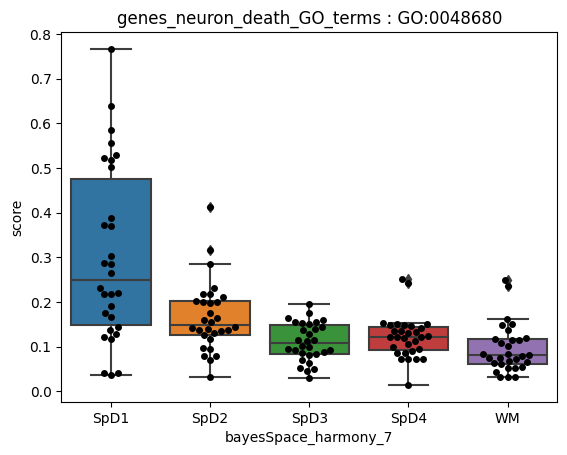 genes_neuron_death_GO_terms : GO:0048680
0.8
0.7
0.6
0.5
0.4
0.3
0.2
0.1
0.0
score
SpD1 SpD2 SpD3 SpD4 WM
bayesSpace_harmony_7